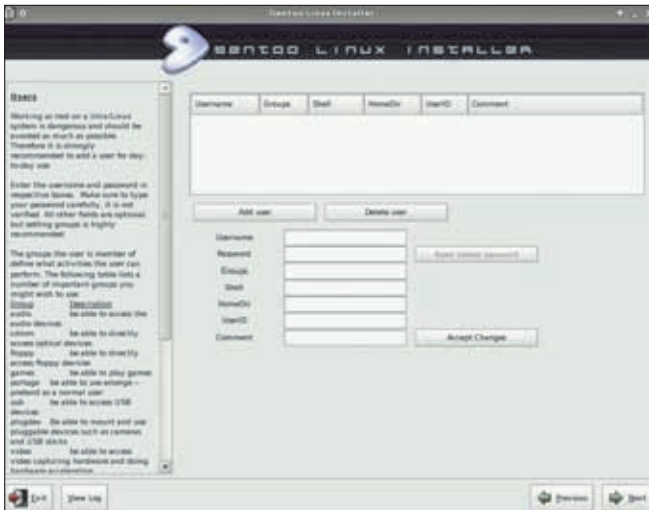 Gentoo Linux Installer
GENTOO LINUX INSTALLER
Users
Working as root on a Unix/Linux
system is dangerous and should be
avoided as much as possible.
Therefore it is strongly
recommended to add a user for day-
to-day use.
Enter the username and password in
respective boxes. Make sure to type
your password carefully, it is not
verified. All other fields are optional
but setting groups is highly
recommended.
The groups the user is member of
define what activities the user can
perform. The following table lists a
number of important groups you
might wish to use:
Group Description
audio be able to access the
audio devices
cdrom be able to directly
access optical devices
floppy be able to directly
access floppy devices
games be able to play games
portage be able to use emerge --
pretend as a normal user
usb be able to access USB
devices
plugdev Be able to mount and use
pluggable devices such as cameras
and USB sticks
video be able to access
video capturing hardware and doing
hardware acceleration
Username Groups Shell HomeDir UserID Comment
Add user Delete user
Username
Password Reset loaded password
Groups
Shell
HomeDir
UserID
Comment Accept Changes
Exit View Log Previous Next